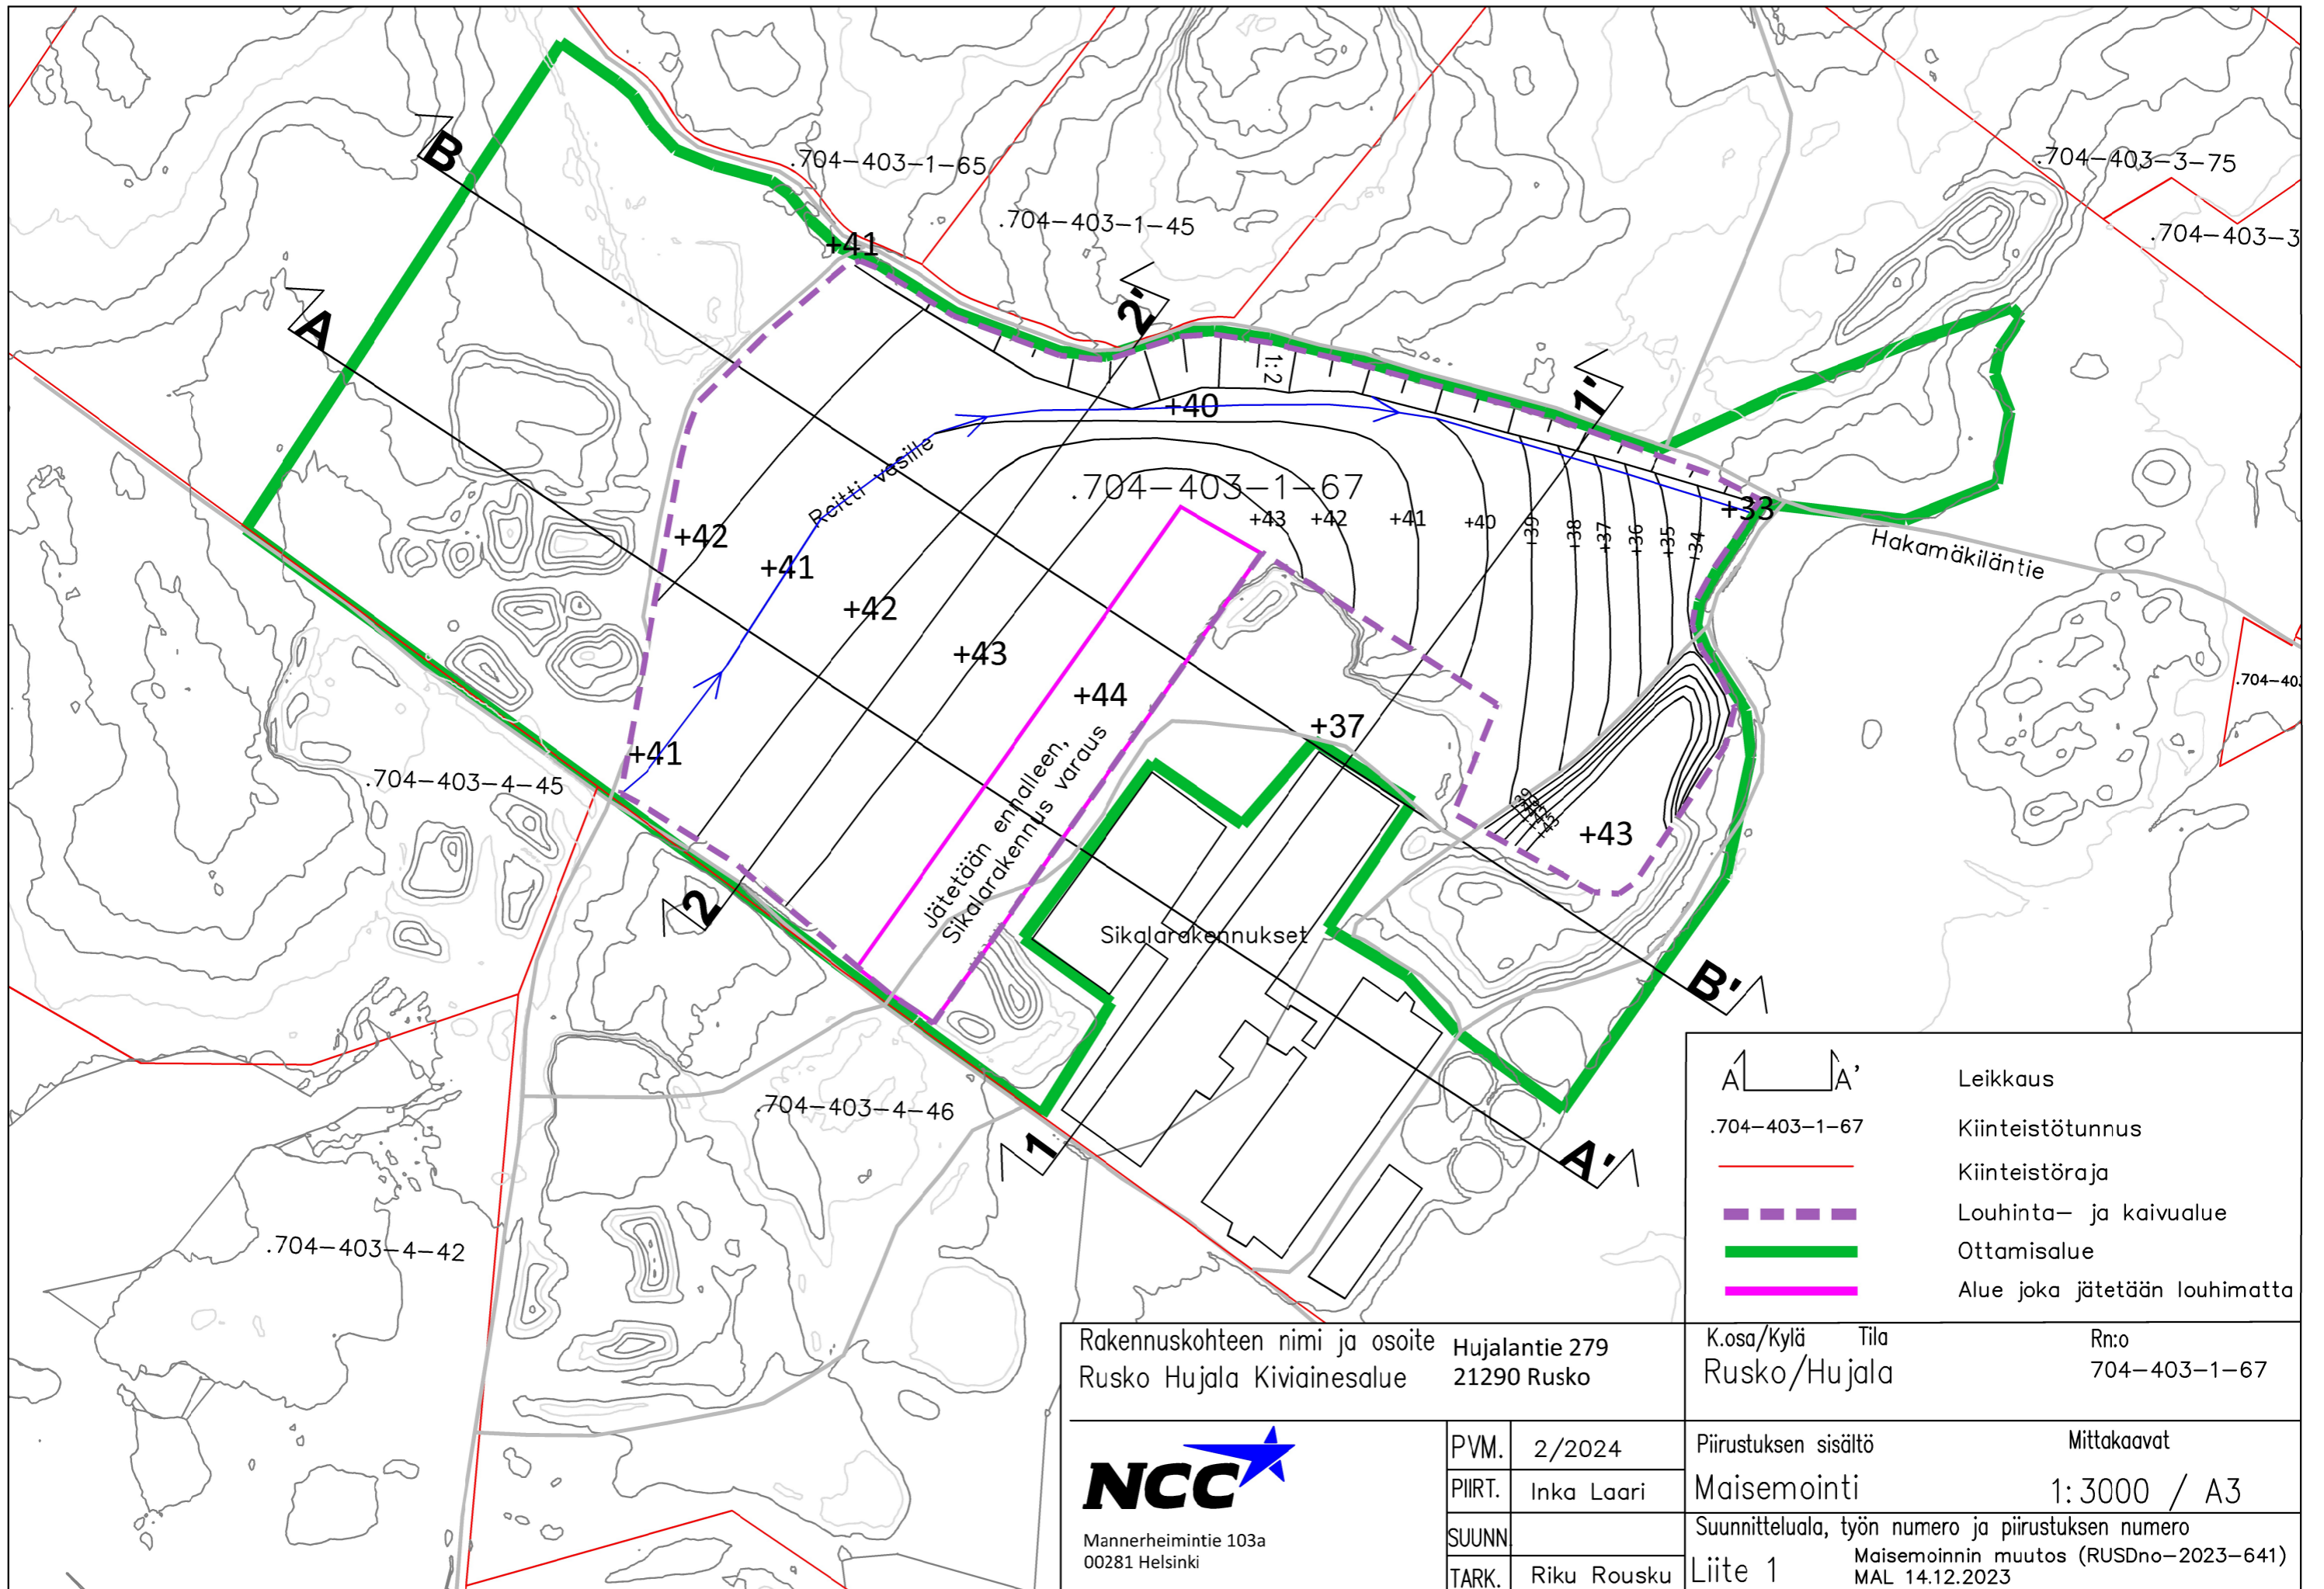 B
.704-403-1-65
.704-403-3-75
.704-403-1-45
.704-403-3
+41
A
2'
1:2
1'
+40
Reitti vesille
.704-403-1-67
+43
+42
+41
+40
+39
+38
+37
+36
+35
+34
+33
Hakamäkiläntie
+42
+41
+42
+43
+44
.704-40
+41
+37
Jätetään ennalleen,
Sikalarakennus varaus
.704-403-4-45
+43
2
Sikalarakennukset
B'
.704-403-4-46
1
A'
.704-403-4-42
A A' Leikkaus
.704-403-1-67 Kiinteistötunnus
Kiinteistöraja
Louhinta- ja kaivualue
Ottamisalue
Alue joka jätetään louhimatta
Rakennuskohteen nimi ja osoite
Rusko Hujala Kiviainesalue
Hujalantie 279
21290 Rusko
K.osa/Kylä Tila Rn:o
Rusko/Hujala 704-403-1-67
NCC
Mannerheimintie 103a
00281 Helsinki
PVM. 2/2024
PIIRT. Inka Laari
SUUNN.
TARK. Riku Rousku
Piirustuksen sisältö Mittakaavat
Maisemointi 1:3000 / A3
Suunnitteluala, työn numero ja piirustuksen numero
Liite 1
Maisemoinnin muutos (RUSDno-2023-641)
MAL 14.12.2023